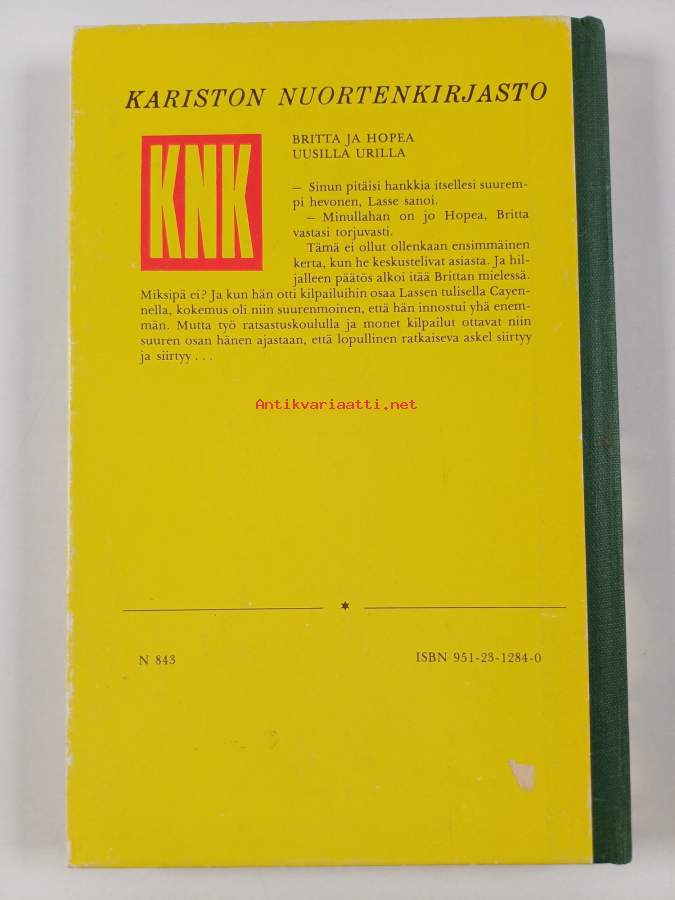 KARISTON NUORTENKIRJASTO
KNK
BRITTA JA HOPEA
UUSILLA URILLA
— Sinun pitäisi hankkia itsellesi suurem-
pi hevonen, Lasse sanoi.
— Minullahan on jo Hopea, Britta
vastasi torjuvasti.
Tämä ei ollut ollenkaan ensimmäinen
kerta, kun he keskustelivat asiasta. Ja hil-
jalleen päätös alkoi itää Brittan mielessä.
Miksipä ei? Ja kun hän otti kilpailuihin osaa Lassen tulisella Cayen-
nella, kokemus oli niin suurenmoinen, että hän innostui yhä enem-
män. Mutta työ ratsastuskoululla ja monet kilpailut ottavat niin
suuren osan hänen ajastaan, että lopullinen ratkaiseva askel siirtyy
ja siirtyy . . .
Antikvariaatti.net
N 843
ISBN 951-23-1284-0